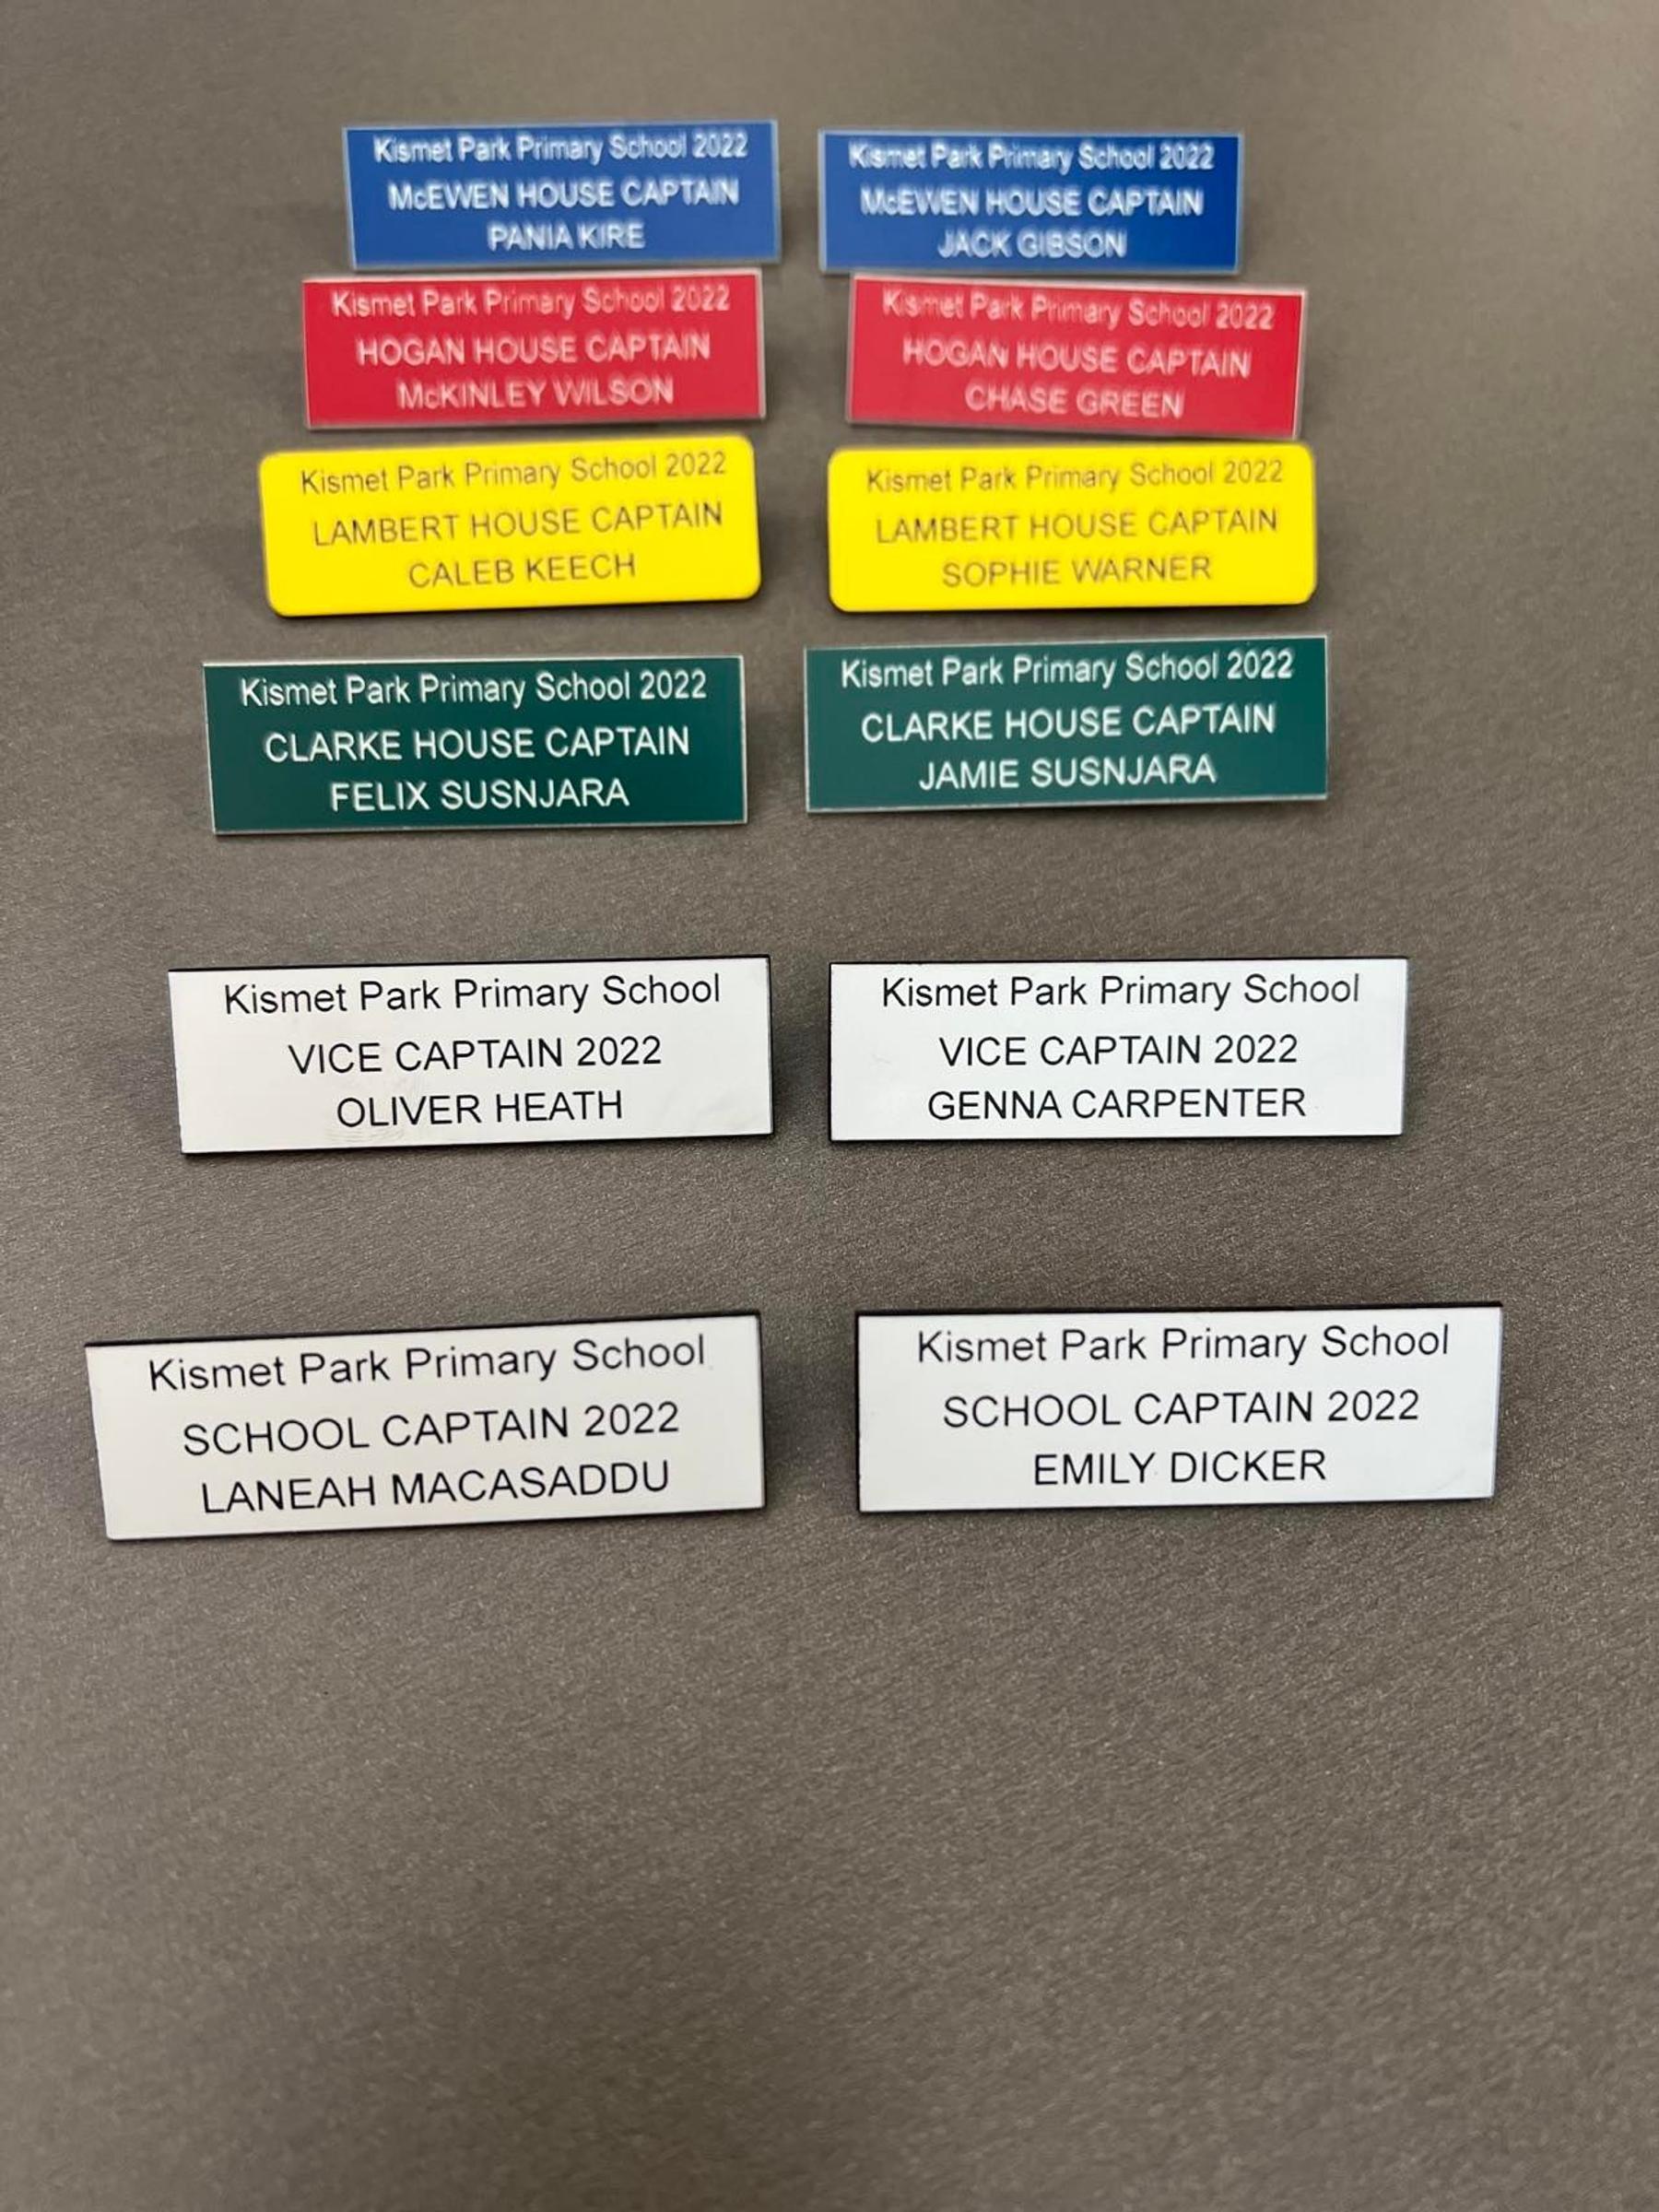 Kismet Park Primary School 2022
McEWEN HOUSE CAPTAIN
PANIA KIRE
Kismet Park Primary School 2022
McEWEN HOUSE CAPTAIN
JACK GIBSON
Kismet Park Primary School 2022
HOGAN HOUSE CAPTAIN
McKINLEY WILSON
Kismet Park Primary School 2022
HOGAN HOUSE CAPTAIN
CHASE GREEN
Kismet Park Primary School 2022
LAMBERT HOUSE CAPTAIN
CALEB KEECH
Kismet Park Primary School 2022
LAMBERT HOUSE CAPTAIN
SOPHIE WARNER
Kismet Park Primary School 2022
CLARKE HOUSE CAPTAIN
FELIX SUSNJARA
Kismet Park Primary School 2022
CLARKE HOUSE CAPTAIN
JAMIE SUSNJARA
Kismet Park Primary School
VICE CAPTAIN 2022
OLIVER HEATH
Kismet Park Primary School
VICE CAPTAIN 2022
GENNA CARPENTER
Kismet Park Primary School
SCHOOL CAPTAIN 2022
LANEAH MACASADDU
Kismet Park Primary School
SCHOOL CAPTAIN 2022
EMILY DICKER